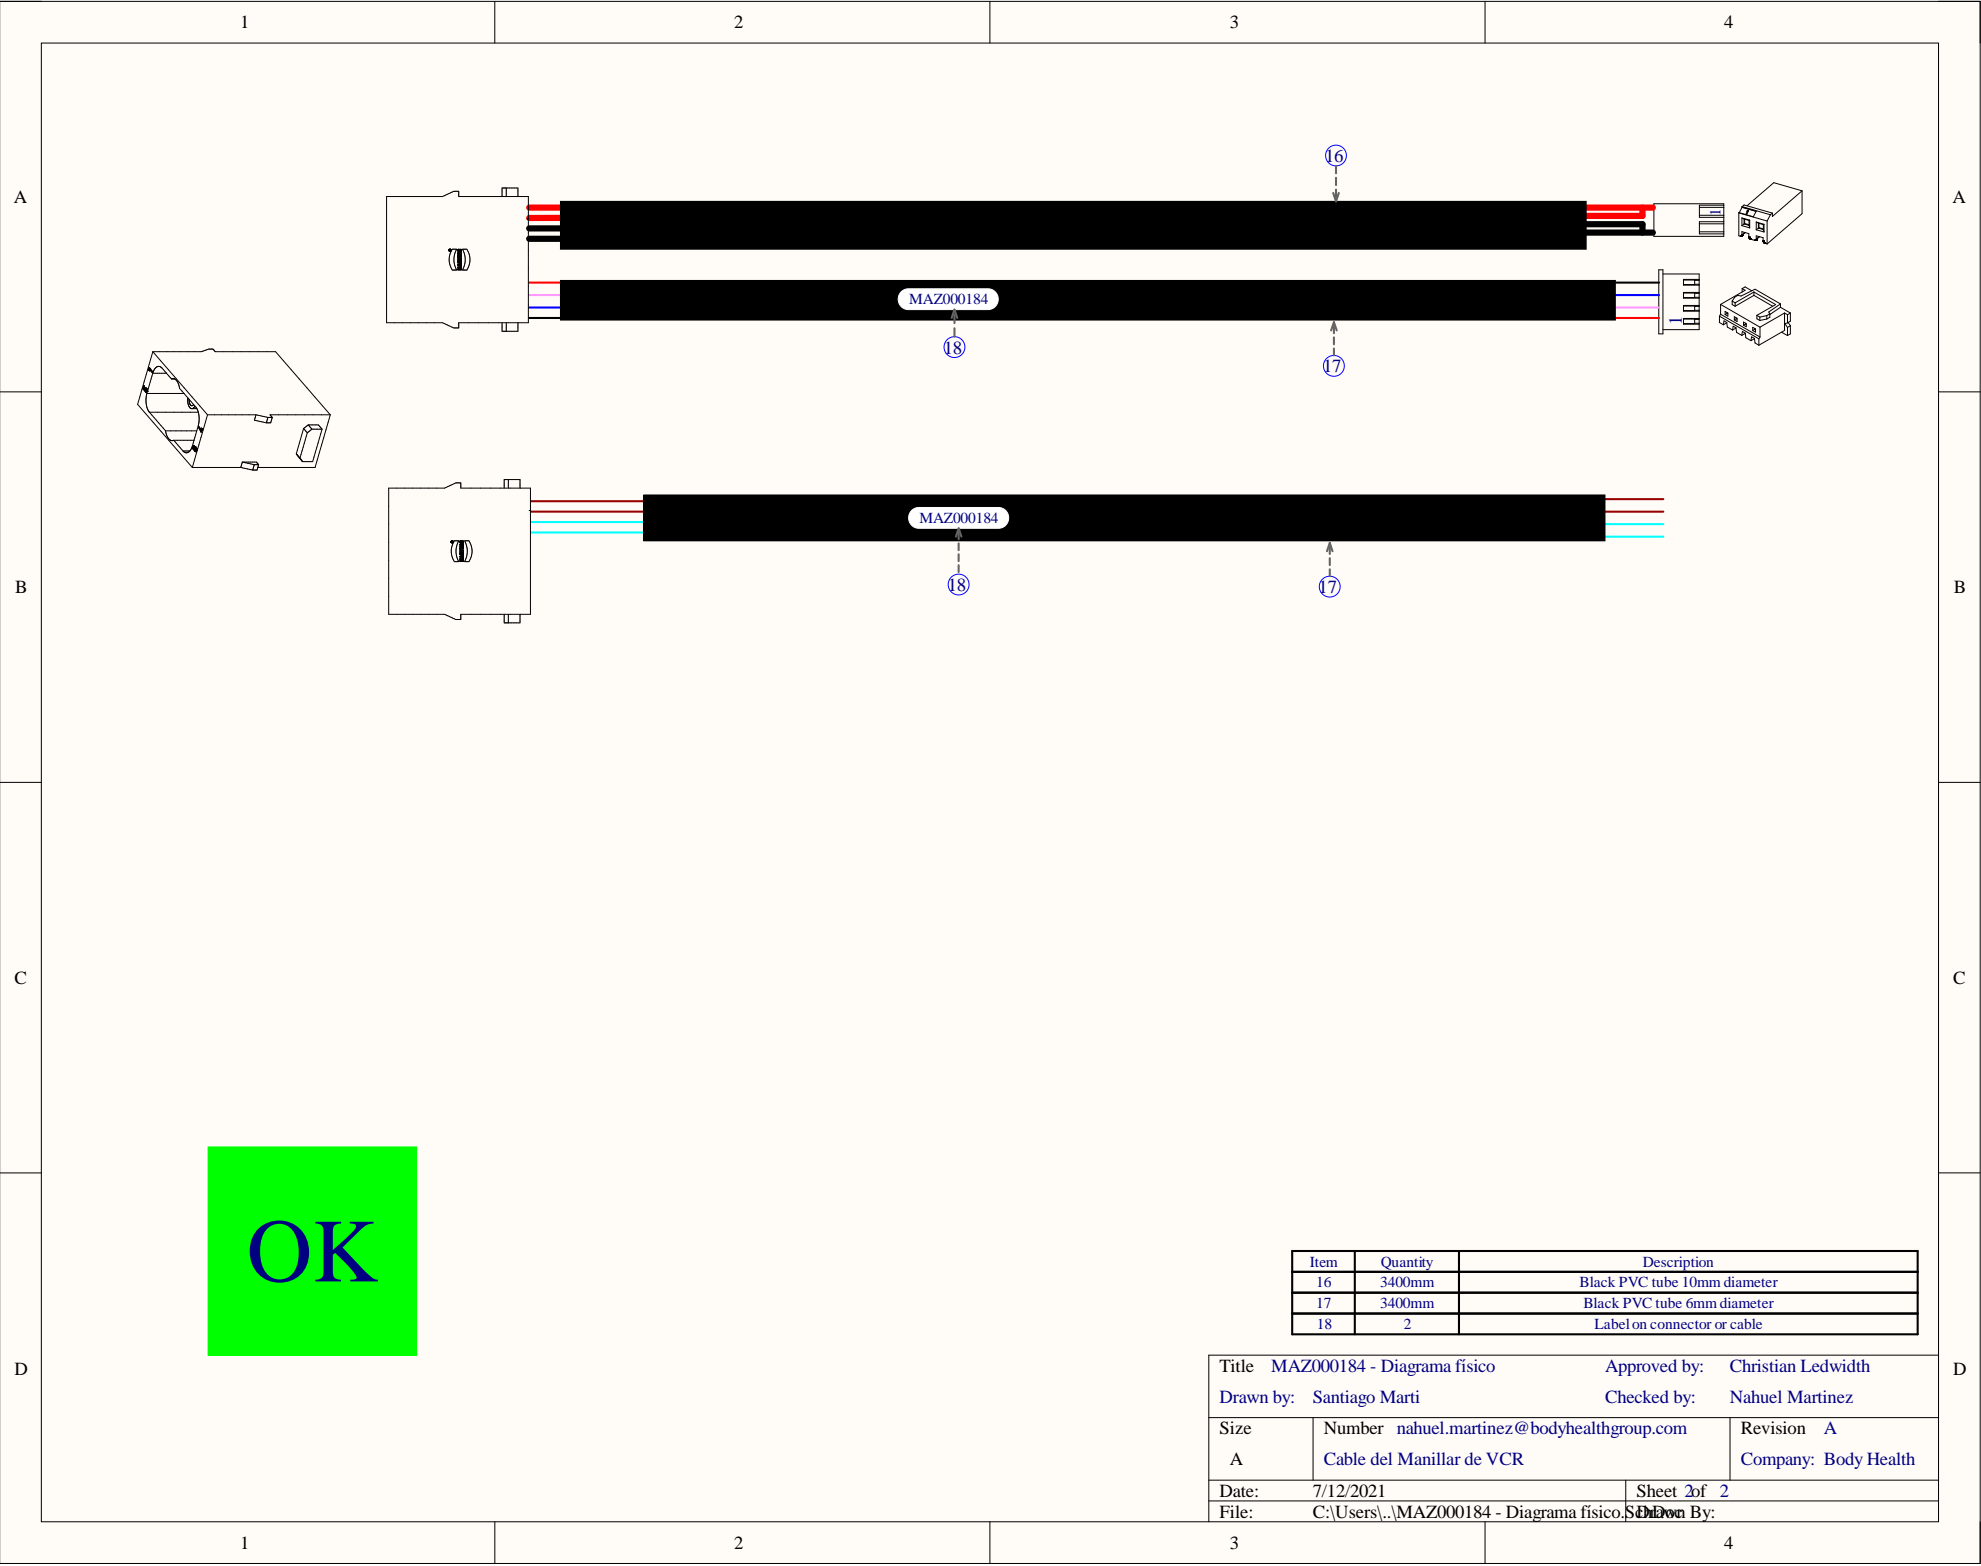 1 2 3 4
A A
16
1
MAZ000184
1
18
17
MAZ000184
B B
18
17
C C
OK
Item Quantity Description
16 3400mm Black PVC tube 10mm diameter
17 3400mm Black PVC tube 6mm diameter
18 2 Label on connector or cable
D D
Title MAZ000184 - Diagrama físico Approved by: Christian Ledwidth
Drawn by: Santiago Marti Checked by: Nahuel Martinez
Size Number nahuel.martinez@bodyhealthgroup.com Revision A
A Cable del Manillar de VCR Company: Body Health
Date: 7/12/2021 Sheet 2 of 2
File: C:\Users\..\MAZ000184 - Diagrama físico.SchDoc Drawn By:
1 2 3 4